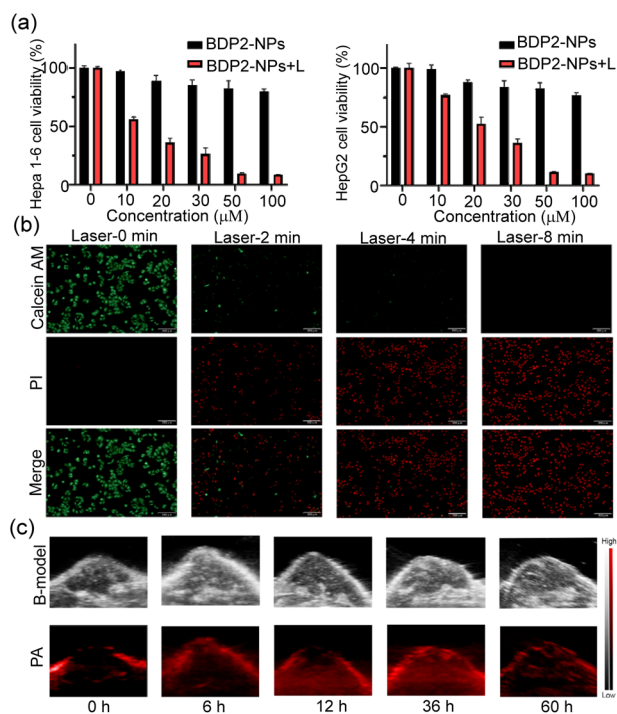 (a)
BDP2-NPs
BDP2-NPs+L
Hepa 1-6 cell viability (%)
100
50
0
0 10 20 30 50 100
Concentration (μM)
BDP2-NPs
BDP2-NPs+L
HepG2 cell viability (%)
100
50
0
0 10 20 30 50 100
Concentration (μM)
(b)
Laser-0 min Laser-2 min Laser-4 min Laser-8 min
Calcein AM
PI
Merge
(c)
B-model
PA
High
Low
0 h 6 h 12 h 36 h 60 h